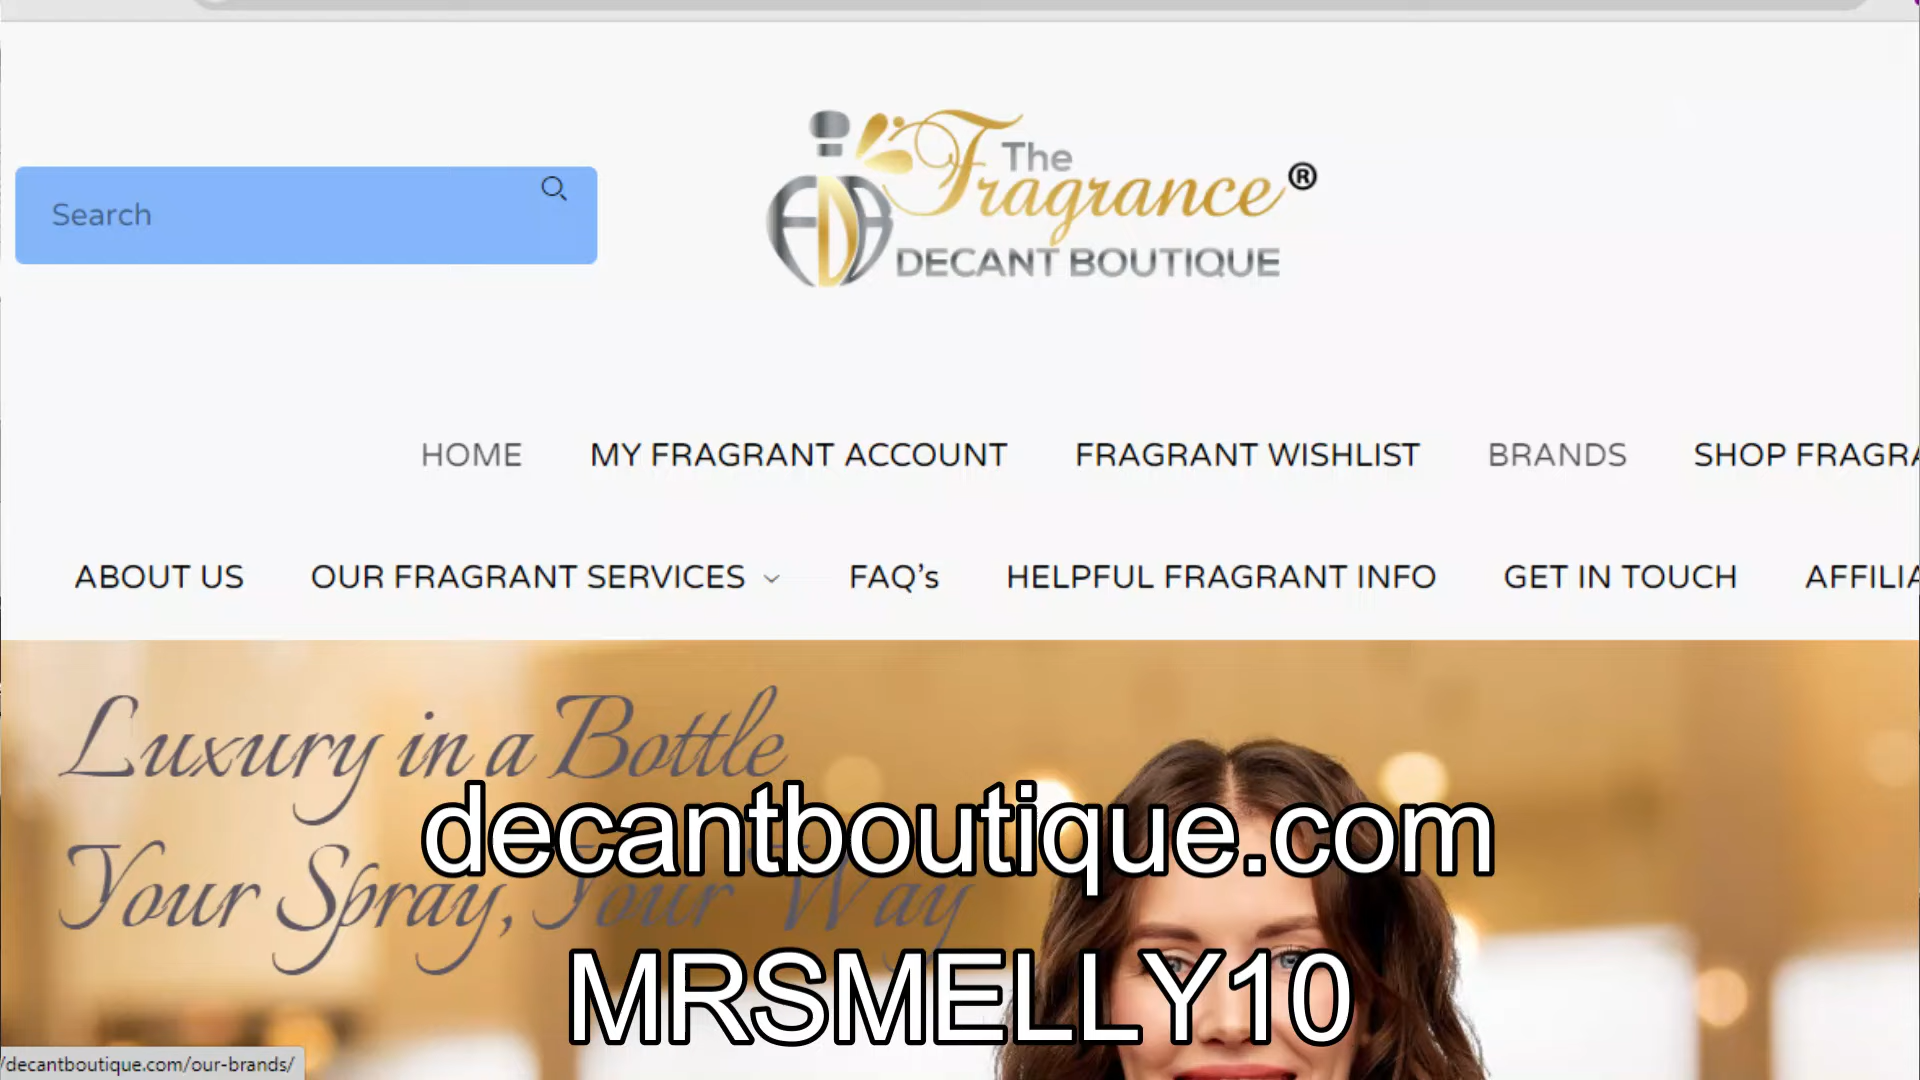 Search
The
Fragrance ®
FDB
DECANT BOUTIQUE
HOME MY FRAGRANT ACCOUNT FRAGRANT WISHLIST BRANDS SHOP FRAGRA
ABOUT US OUR FRAGRANT SERVICES FAQ’s HELPFUL FRAGRANT INFO GET IN TOUCH AFFILIA
Luxury in a Bottle
Your Spray, Your Way
decantboutique.com
MRSMELLY10
/decantboutique.com/our-brands/